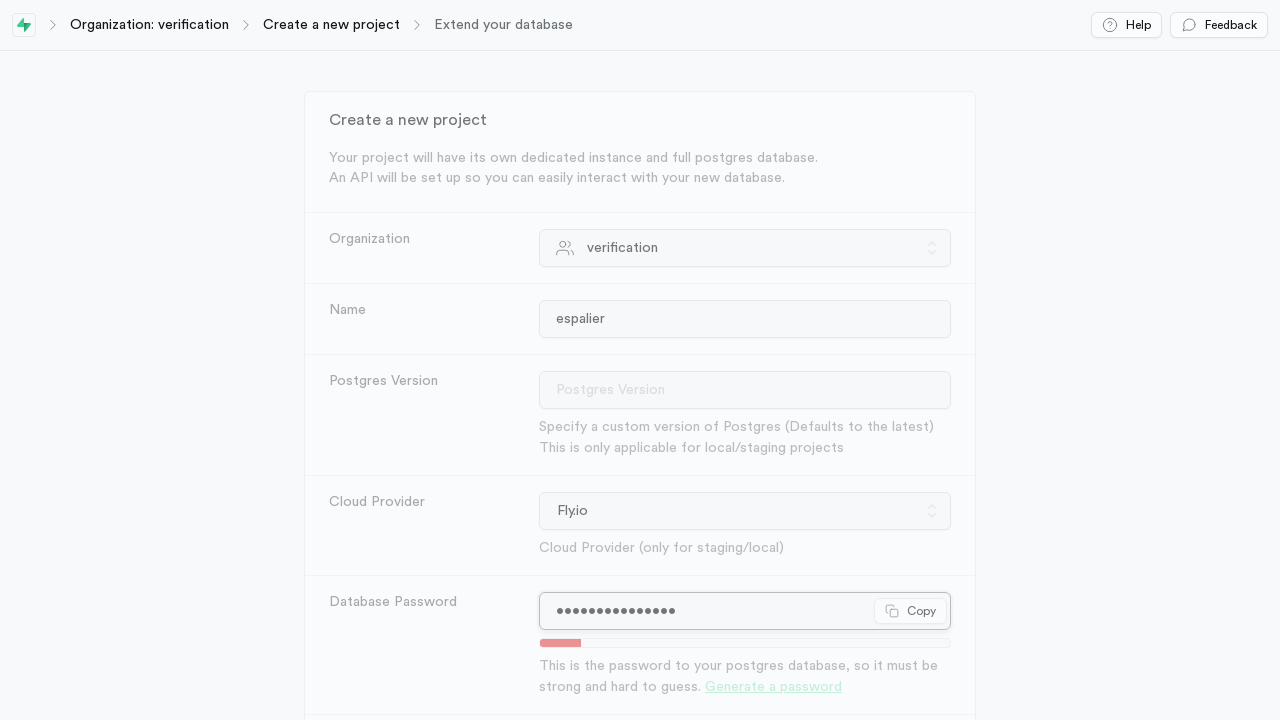 Organization: verification
Create a new project
Extend your database
Help
Feedback
Create a new project
Your project will have its own dedicated instance and full postgres database.
An API will be set up so you can easily interact with your new database.
Organization
verification
Name
espalier
Postgres Version
Postgres Version
Specify a custom version of Postgres (Defaults to the latest)
This is only applicable for local/staging projects
Cloud Provider
Fly.io
Cloud Provider (only for staging/local)
Database Password
•••••••••••••••
Copy
This is the password to your postgres database, so it must be
strong and hard to guess. Generate a password